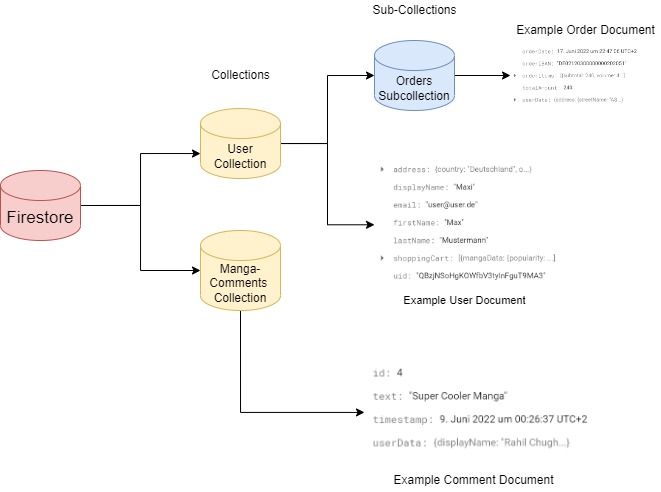 Sub-Collections
Example Order Document
orderDate: 17. Juni 2022 um 22:47:06 UTC+2
orderIBAN:
orderItems: [{subtotal: 240, volume: 4...}
totalAmount: 240
userData: {address: {streetName: "AS...}
Collections
Orders
Subcollection
User
Collection
address: {country: "Deutschland", o...}
displayName: "Maxi"
email: "user@user.de"
firstName: "Max"
lastName: "Mustermann"
shoppingCart: [{mangaData: {popularity: ...]
uid: "QBzjNSoHgKOWfbV3tyInFguT9MA3"
Example User Document
Firestore
Manga-
Comments
Collection
id: 4
text: "Super Cooler Manga"
timestamp: 9. Juni 2022 um 00:26:37 UTC+2
userData: {displayName: "Rahil Chugh...}
Example Comment Document